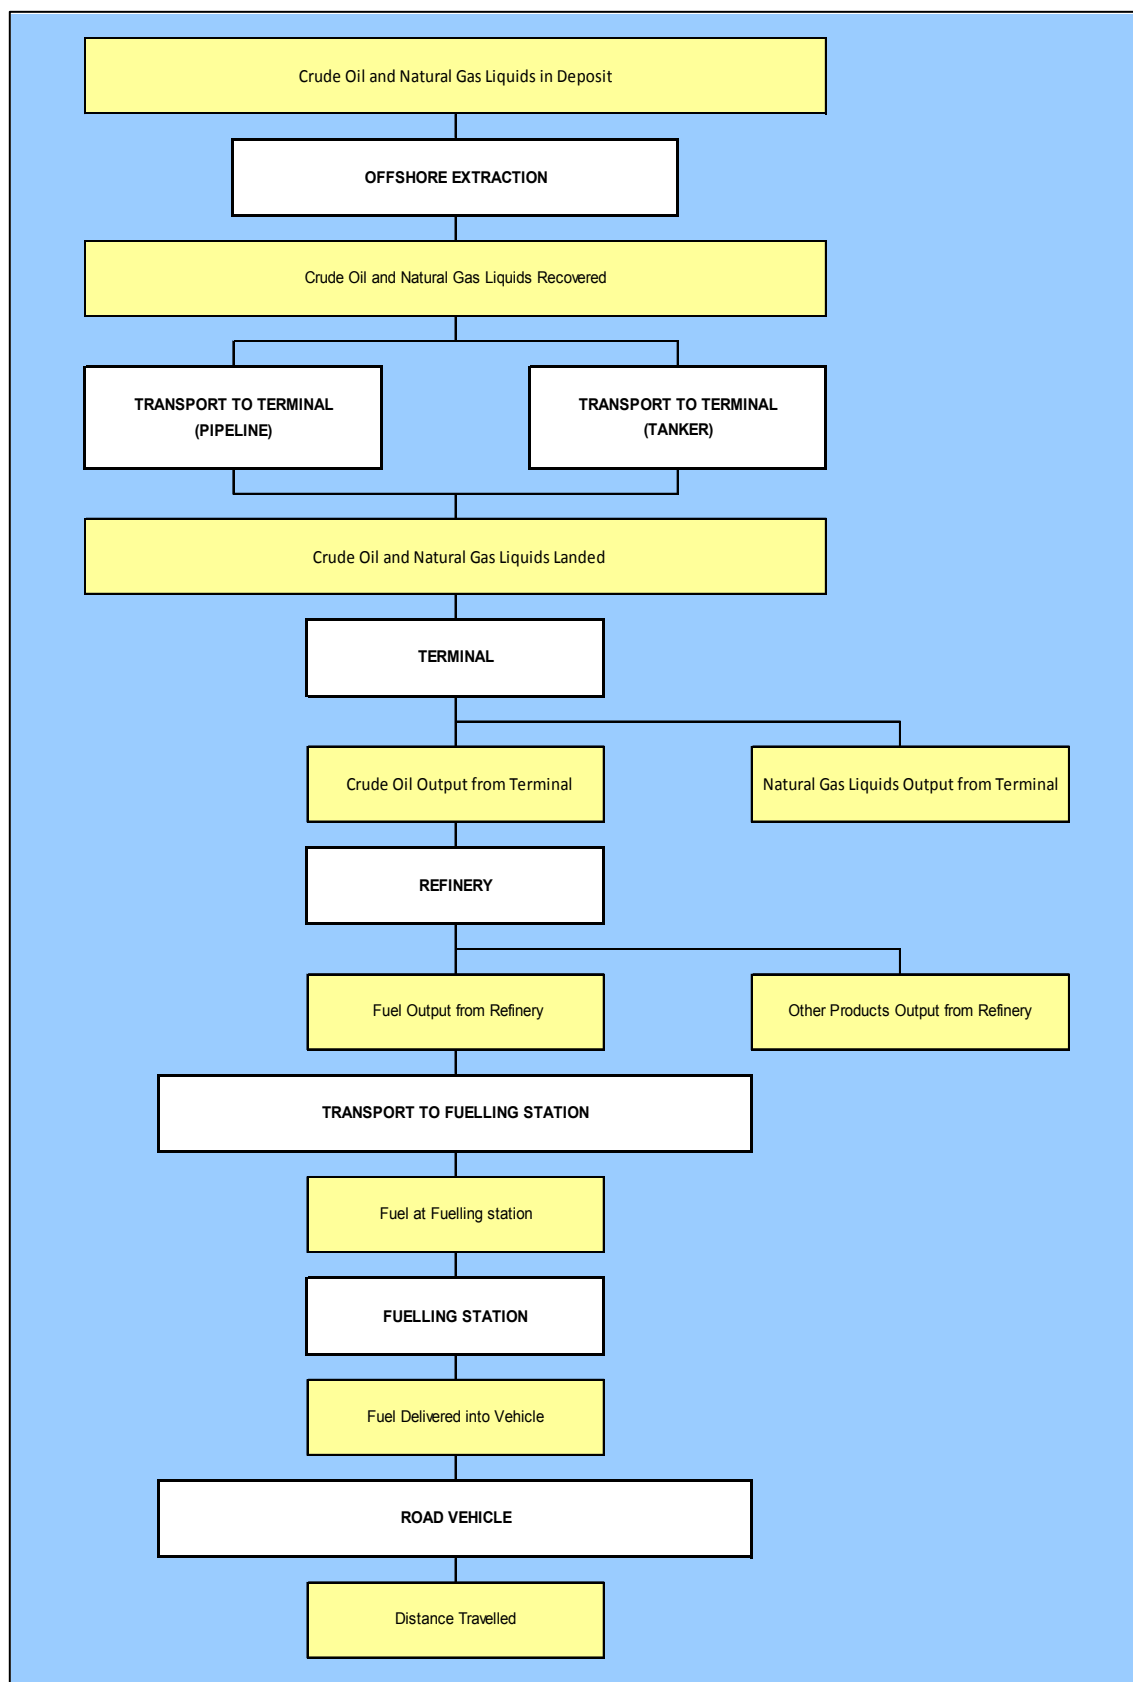 Crude Oil and Natural Gas Liquids in Deposit
OFFSHORE EXTRACTION
Crude Oil and Natural Gas Liquids Recovered
TRANSPORT TO TERMINAL
(PIPELINE)
TRANSPORT TO TERMINAL
(TANKER)
Crude Oil and Natural Gas Liquids Landed
TERMINAL
Crude Oil Output from Terminal
Natural Gas Liquids Output from Terminal
REFINERY
Fuel Output from Refinery
Other Products Output from Refinery
TRANSPORT TO FUELLING STATION
Fuel at Fuelling station
FUELLING STATION
Fuel Delivered into Vehicle
ROAD VEHICLE
Distance Travelled